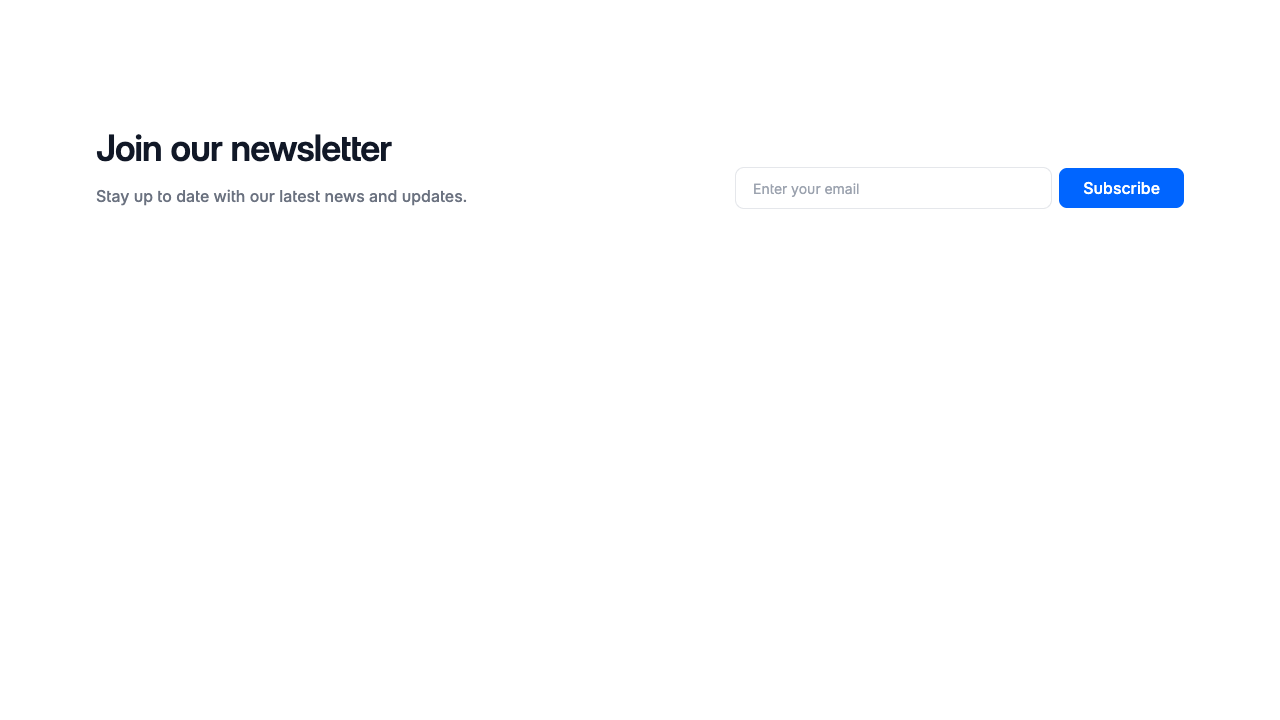 Join our newsletter
Stay up to date with our latest news and updates.
Enter your email
Subscribe